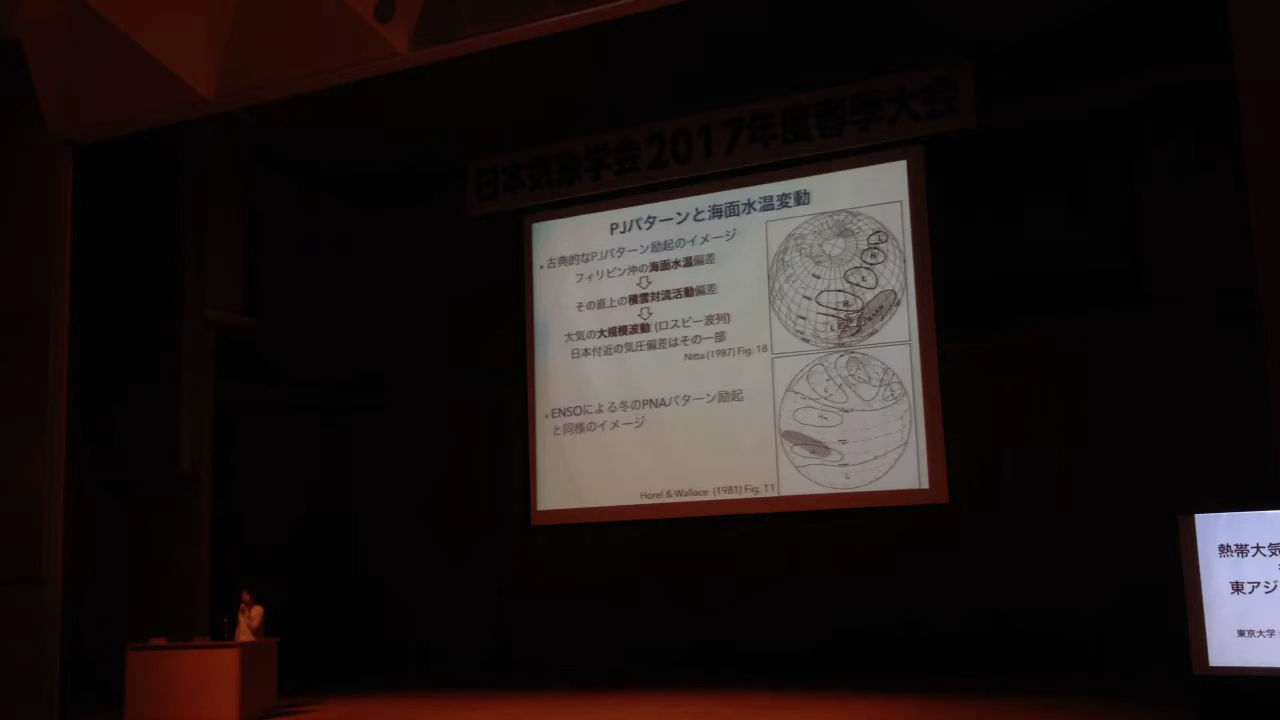 日本気象学会2017年度春季大会
PJパターンと海面水温変動
• 古典的なPJパターン励起のイメージ
フィリピン沖の海面水温偏差
その直上の積雲対流活動偏差
大気の大規模波動 (ロスビー波列)
日本付近の気圧偏差はその一部
Nitta (1987) Fig. 18
• ENSOによる冬のPNAパターン励起
と同様のイメージ
Horel & Wallace (1981) Fig. 11
熱帯大気
東アジ
東京大学